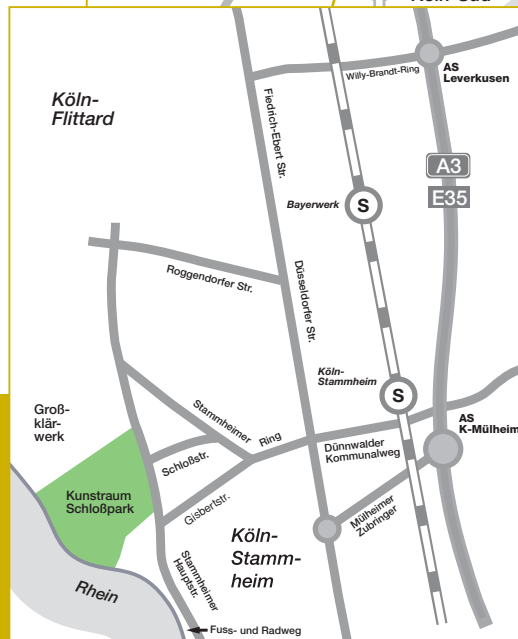 Köln-
Flittard
Willy-Brandt-Ring
AS
Leverkusen
Fiedrich-Ebert Str.
A3
E35
Bayerwerk
S
Roggendorfer Str.
Düsseldorfer Str.
Köln-
Stammheim
S
Groß-
klär-
werk
Stammheimer
Ring
Schloßstr.
Dünnwalder
Kommunalweg
AS
K-Mülheim
Kunstraum
Schloßpark
Gisbertstr.
Mülheimer
Zubringer
Köln-
Stamm-
heim
Rhein
Stammheimer
Hauptstr.
Fuss- und Radweg